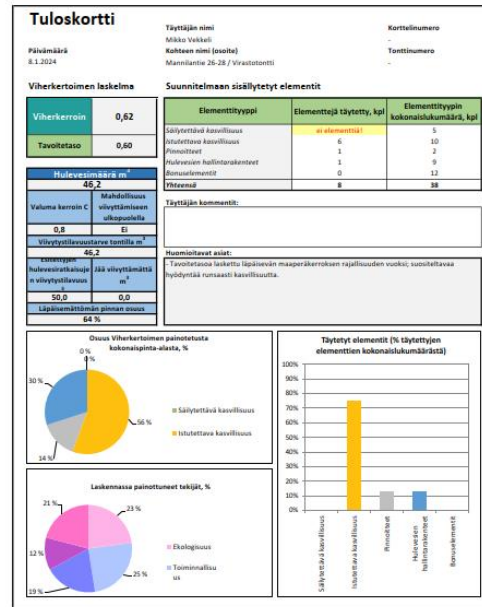 Tuloskortti
Täyttäjän nimi
Korttelinumero
Mikko Vekkeli
-
Päivämäärä
Kohteen nimi (osoite)
Tonttinumero
8.1.2024
Mannilantie 26-28 / Virastotontti
-
Viherkertoimen laskelma
Suunnitelmaan sisällytetyt elementit
Viherkerroin
0,62
Tavoitetaso
0,60
Elementtityyppi
Elementtejä täytetty, kpl
Elementtityypin
kokonaislukumäärä, kpl
Säilytettävä kasvillisuus
ei elementtiä!
5
Istutettava kasvillisuus
6
10
Pinnoitteet
1
2
Hulevesien hallintarakenteet
1
9
Bonuselementit
0
12
Yhteensä
8
38
Hulevesimäärä m³
46,2
Valuma kerroin C
Mahdollisuus
viivyttämiseen
ulkopuolella
0,8
Ei
Viivytystilavuustarve tontilla m³
46,2
Esitettyjen
hulevesiratkaisuje
n viivytystilavuus
Jää viivyttämättä
m³
50,0
0,0
Läpäisemättömän pinnan osuus
64 %
Täyttäjän kommentit:
Huomioitavat asiat:
- Tavoitetasoa laskettu läpäisevän maaperäkerroksen rajallisuuden vuoksi; suositeltavaa
hyödyntää runsaasti kasvillisuutta.
Osuus Viherkertoimen painotetusta
kokonaispinta-alasta, %
0 %
0 %
30 %
56 %
14 %
Säilytettävä kasvillisuus
Istutettava kasvillisuus
Laskennassa painottuneet tekijät, %
21 %
23 %
12 %
25 %
19 %
Ekologisuus
Toiminnallisu
us
Täytetyt elementit (% täytettyjen
elementtien kokonaislukumäärästä)
100%
90%
80%
70%
60%
50%
40%
30%
20%
10%
0%
Säilytettävä kasvillisuus
Istutettava kasvillisuus
Pinnoitteet
Hulevesien
hallintarakenteet
Bonuselementit